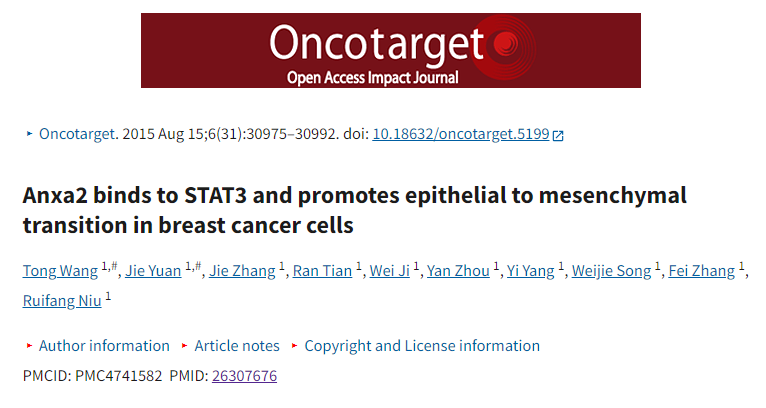 Oncotarget
Open Access Impact Journal
‣ Oncotarget. 2015 Aug 15;6(31):30975–30992. doi: 10.18632/oncotarget.5199
Anxa2 binds to STAT3 and promotes epithelial to mesenchymal
transition in breast cancer cells
Tong Wang 1,#, Jie Yuan 1,#, Jie Zhang 1, Ran Tian 1, Wei Ji 1, Yan Zhou 1, Yi Yang 1, Weijie Song 1, Fei Zhang 1,
Ruifang Niu 1
‣ Author information ‣ Article notes ‣ Copyright and License information
PMCID: PMC4741582 PMID: 26307676